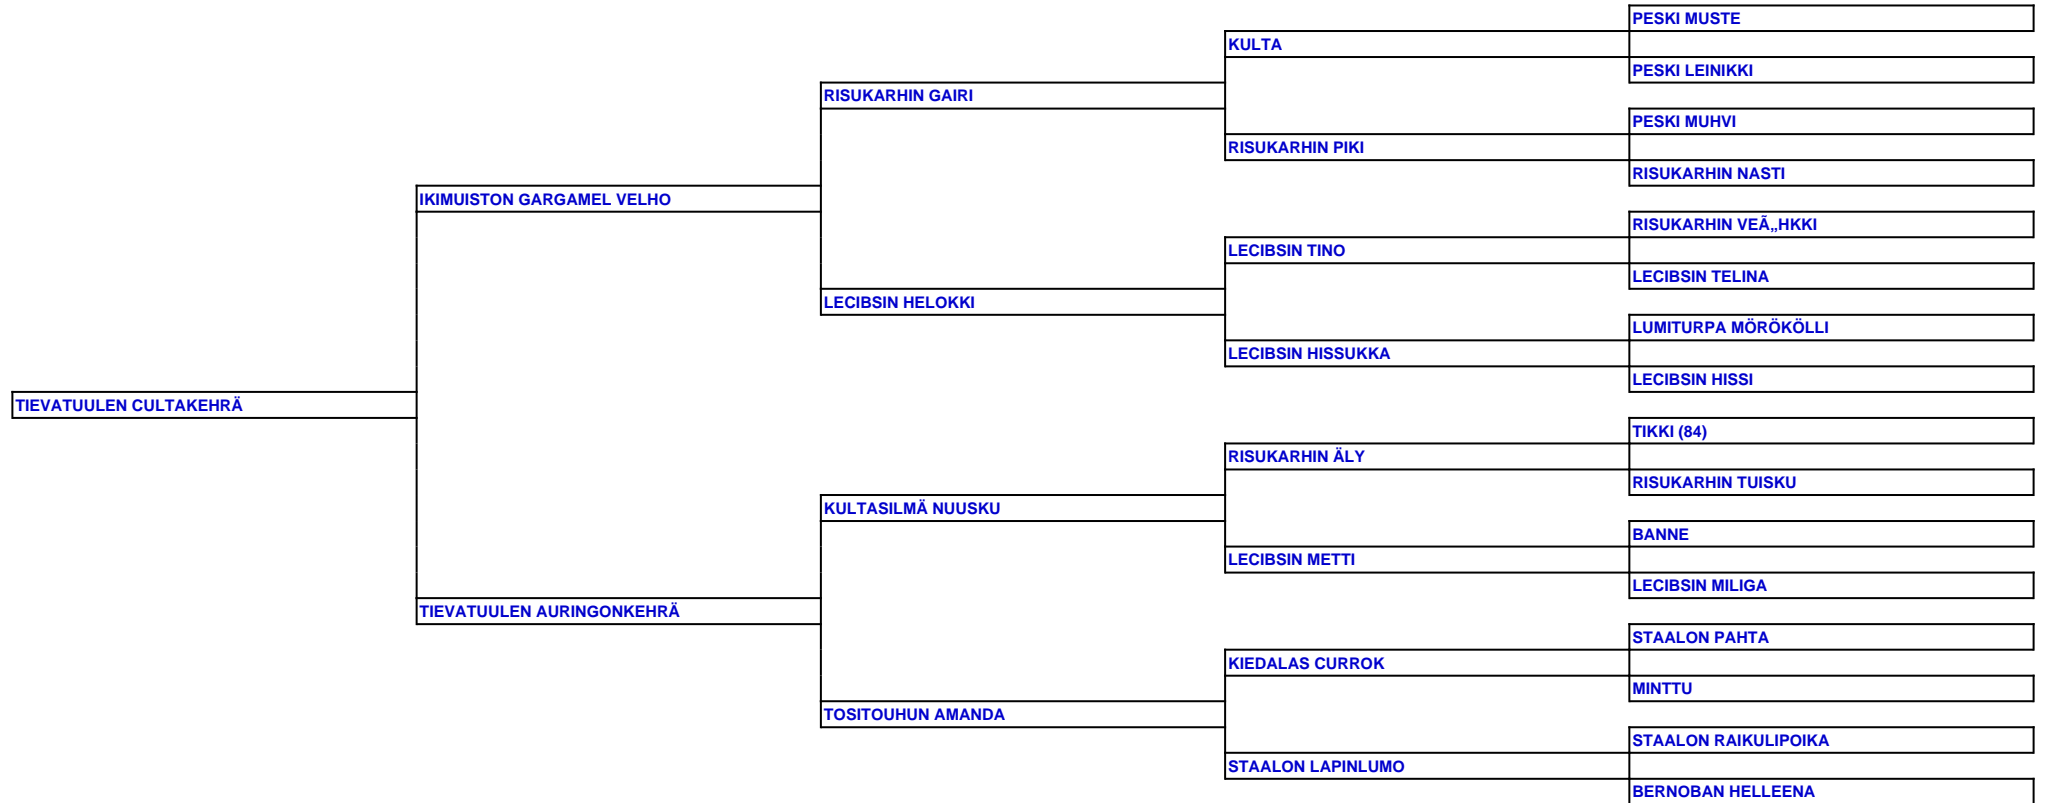 PESKI MUSTE
KULTA
PESKI LEINIKKI
RISUKARHIN GAIRI
PESKI MUHVI
RISUKARHIN PIKI
RISUKARHIN NASTI
IKIMUISTON GARGAMEL VELHO
RISUKARHIN VEÃ„HKKI
LECIBSIN TINO
LECIBSIN TELINA
LECIBSIN HELOKKI
LUMITURPA MÖRÖKÖLLI
LECIBSIN HISSUKKA
LECIBSIN HISSI
TIEVATUULEN CULTAKEHRÄ
TIKKI (84)
RISUKARHIN ÄLY
RISUKARHIN TUISKU
KULTASILMÄ NUUSKU
BANNE
LECIBSIN METTI
LECIBSIN MILIGA
TIEVATUULEN AURINGONKEHRÄ
STAALON PAHTA
KIEDALAS CURROK
MINTTU
TOSITOUHUN AMANDA
STAALON RAIKULIPOIKA
STAALON LAPINLUMO
BERNOBAN HELLEENA